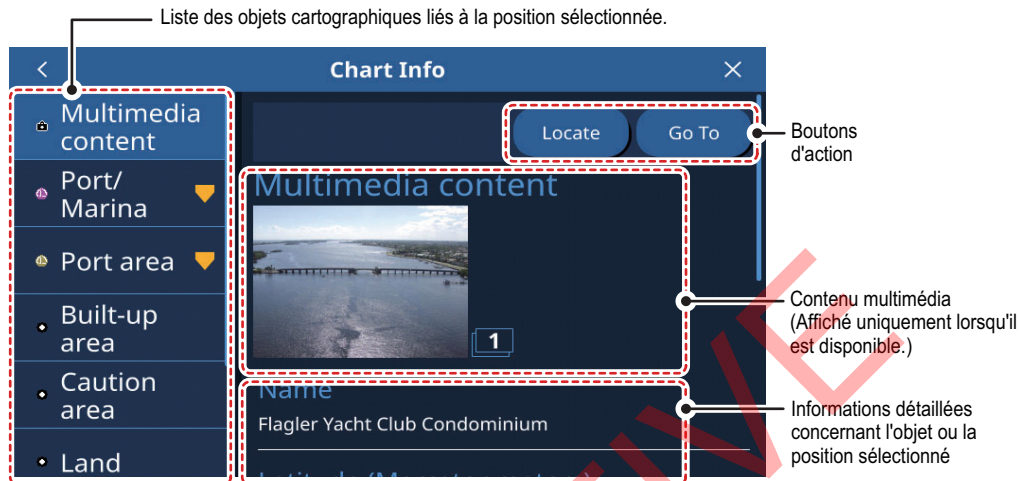 Liste des objets cartographiques liés à la position sélectionnée.
Chart Info
Multimedia
content
Port/
Marina
Port area
Built-up
area
Caution
area
Land
Locate
Go To
Multimedia content
1
Name
Flagler Yacht Club Condominium
Boutons
d'action
Contenu multimédia
(Affiché uniquement lorsqu'il
est disponible.)
Informations détaillées
concernant l'objet ou la
position sélectionné